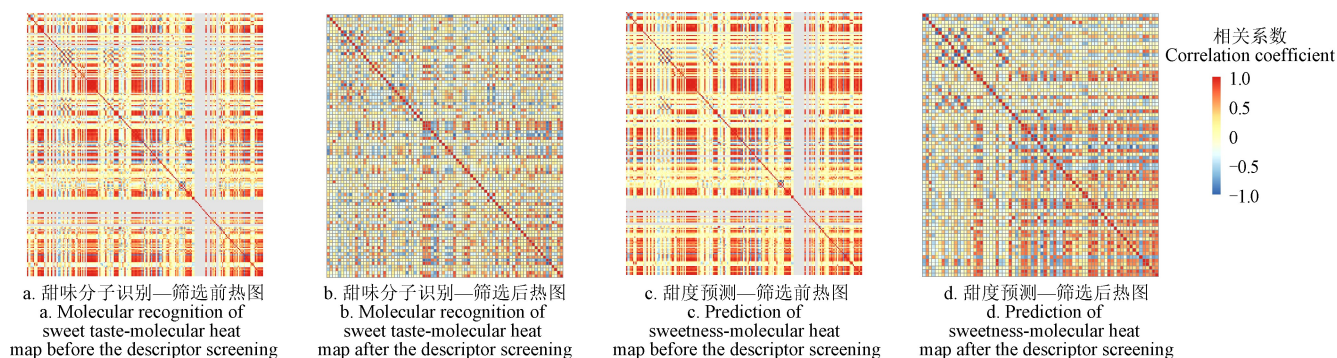 相关系数
Correlation coefficient
1.0
0.5
0
−0.5
−1.0
a. 甜味分子识别—筛选前热图
a. Molecular recognition of
sweet taste-molecular heat
map before the descriptor screening
b. 甜味分子识别—筛选后热图
b. Molecular recognition of
sweet taste-molecular heat
map after the descriptor screening
c. 甜度预测—筛选前热图
c. Prediction of
sweetness-molecular heat
map before the descriptor screening
d. 甜度预测—筛选后热图
d. Prediction of
sweetness-molecular heat
map after the descriptor screening